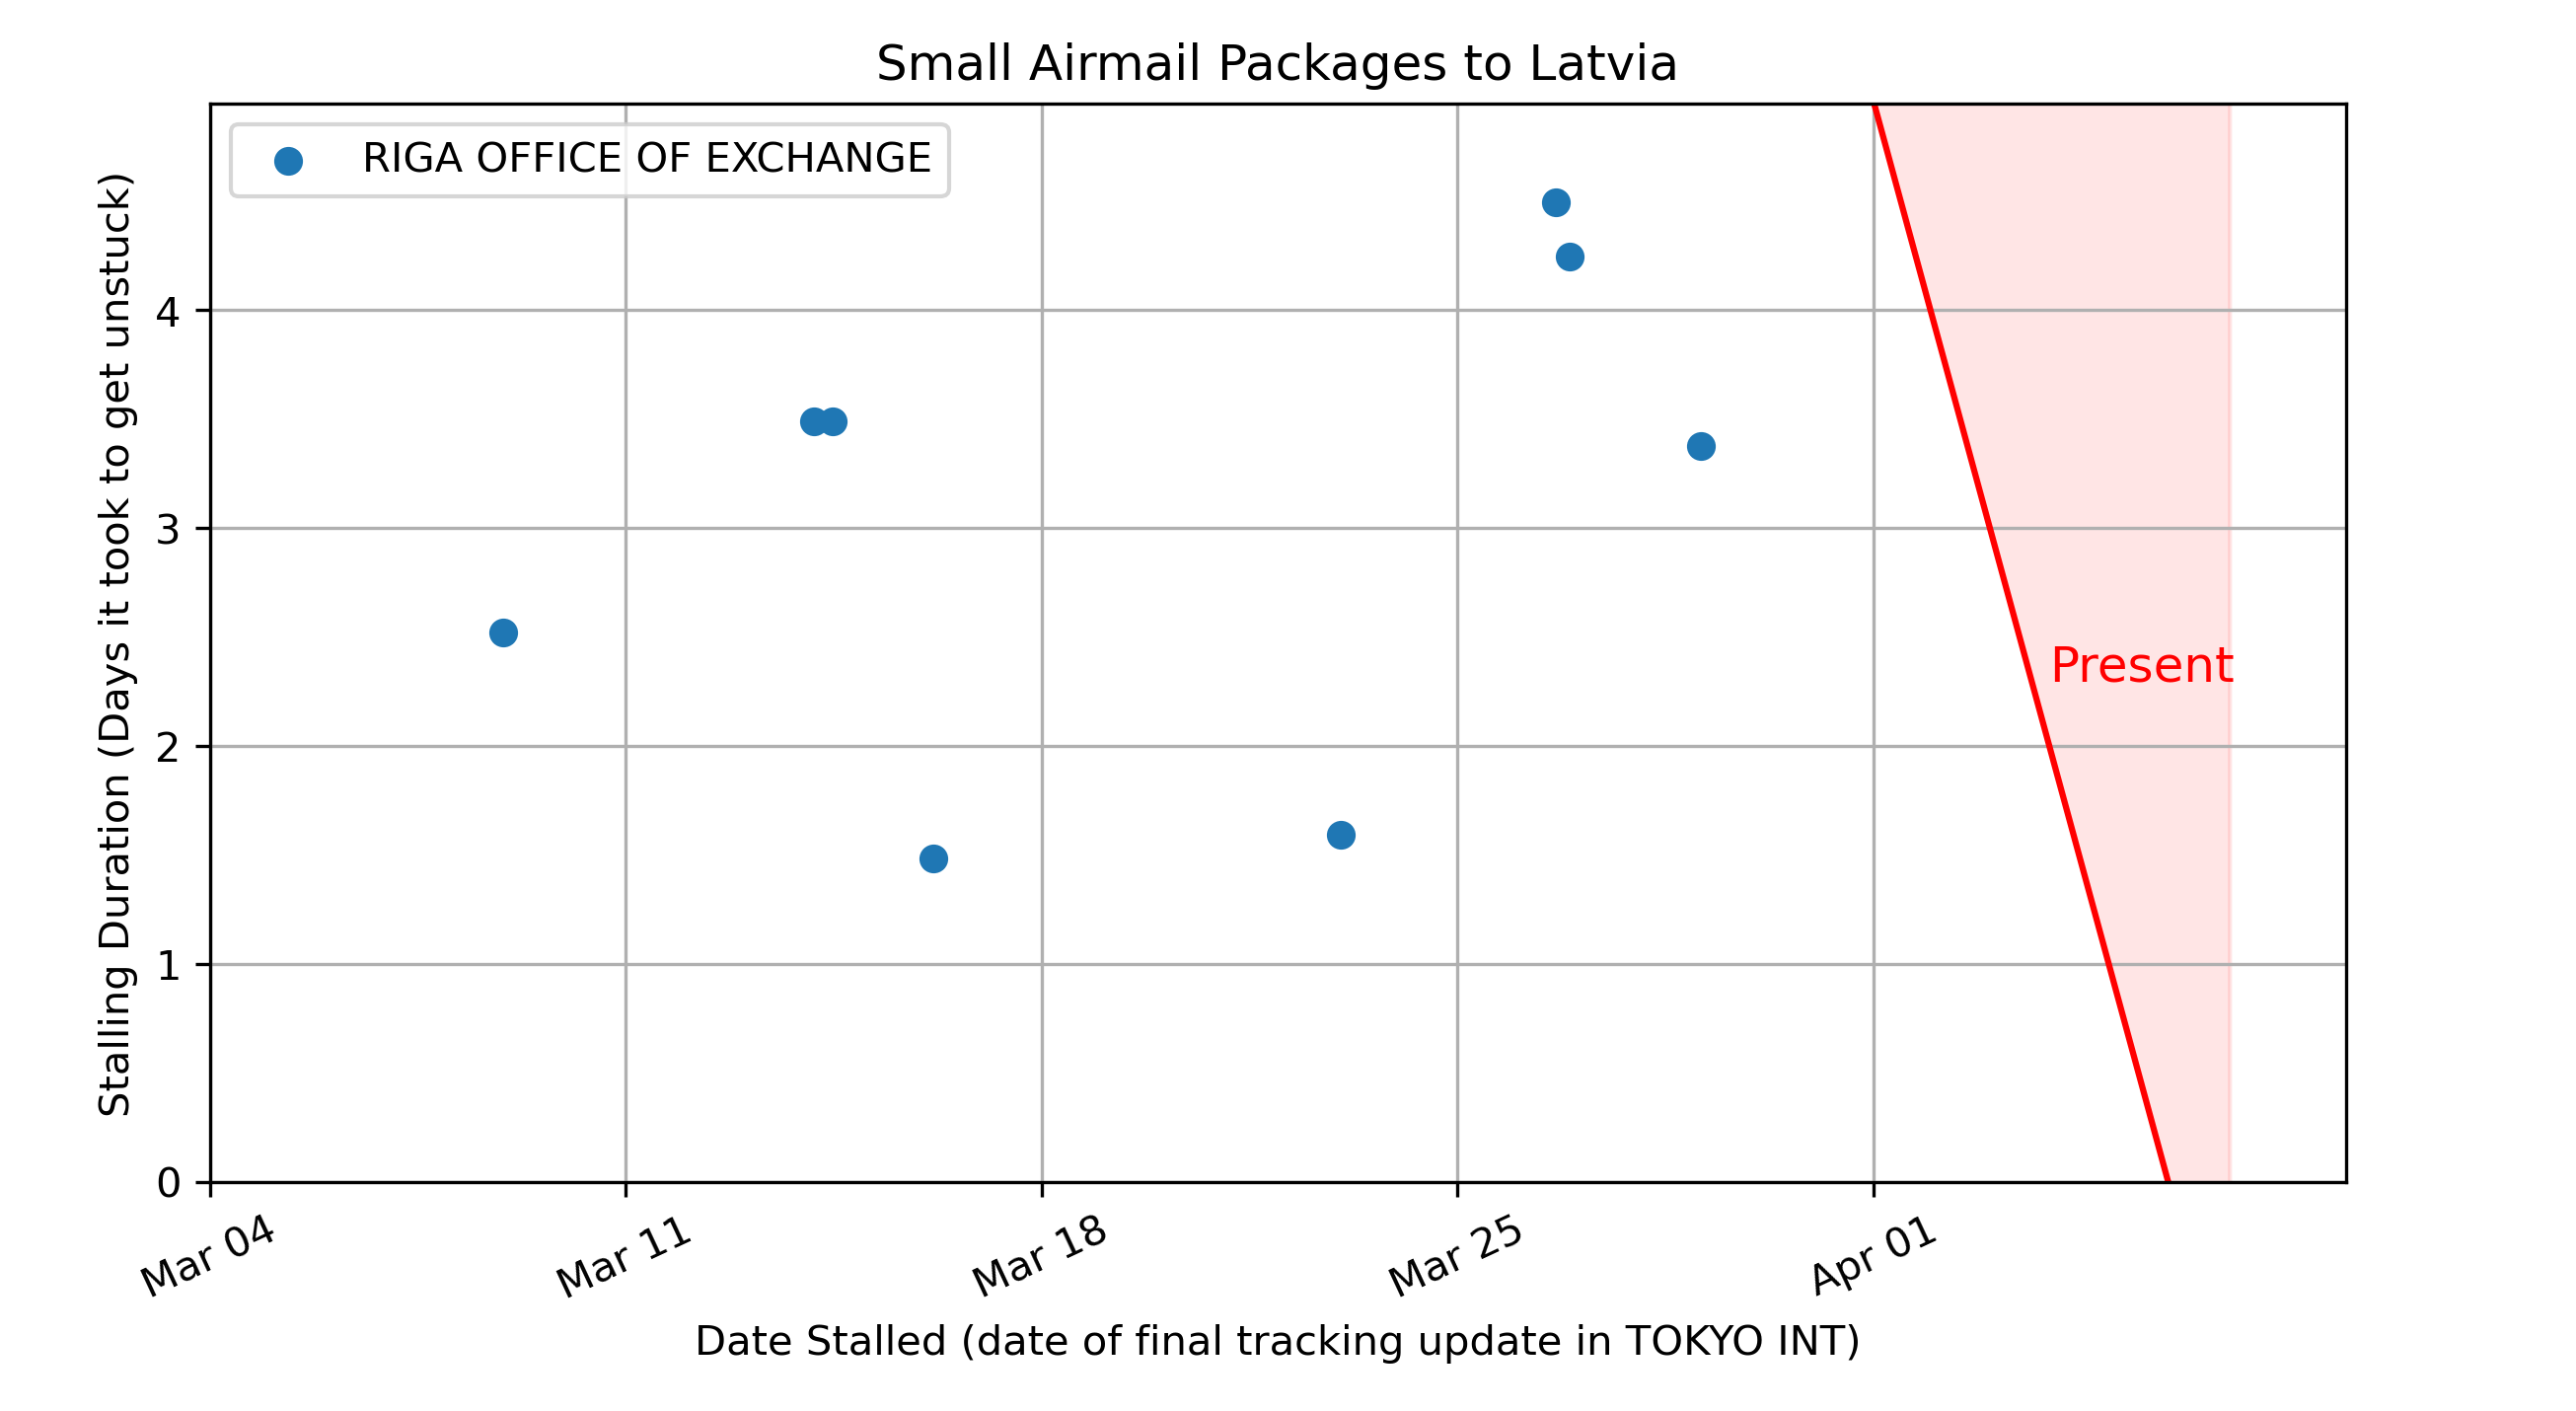 Small Airmail Packages to Latvia
RIGA OFFICE OF EXCHANGE
Stalling Duration (Days it took to get unstuck)
4
3
2
1
0
Present
Mar 04
Mar 11
Mar 18
Mar 25
Apr 01
Date Stalled (date of final tracking update in TOKYO INT)